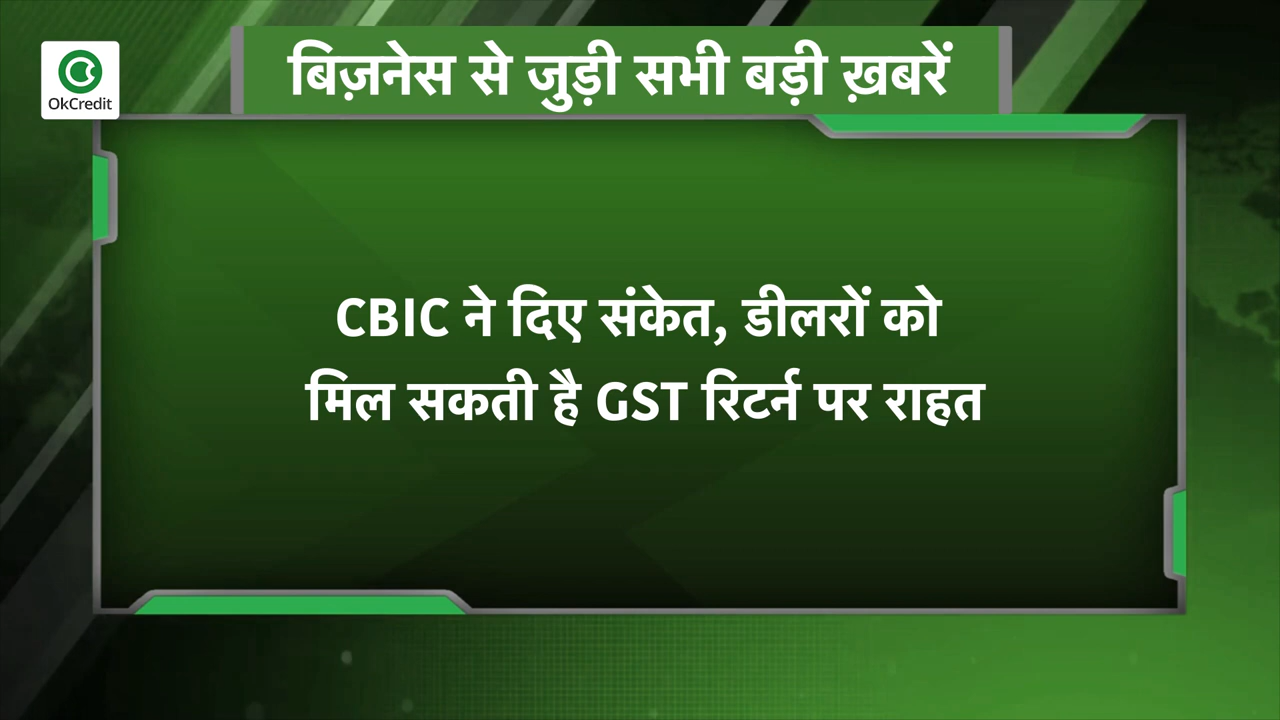 बिज़नेस से जुड़ी सभी बड़ी ख़बरें
OkCredit
CBIC ने दिए संकेत, डीलरों को
मिल सकती है GST रिटर्न पर राहत